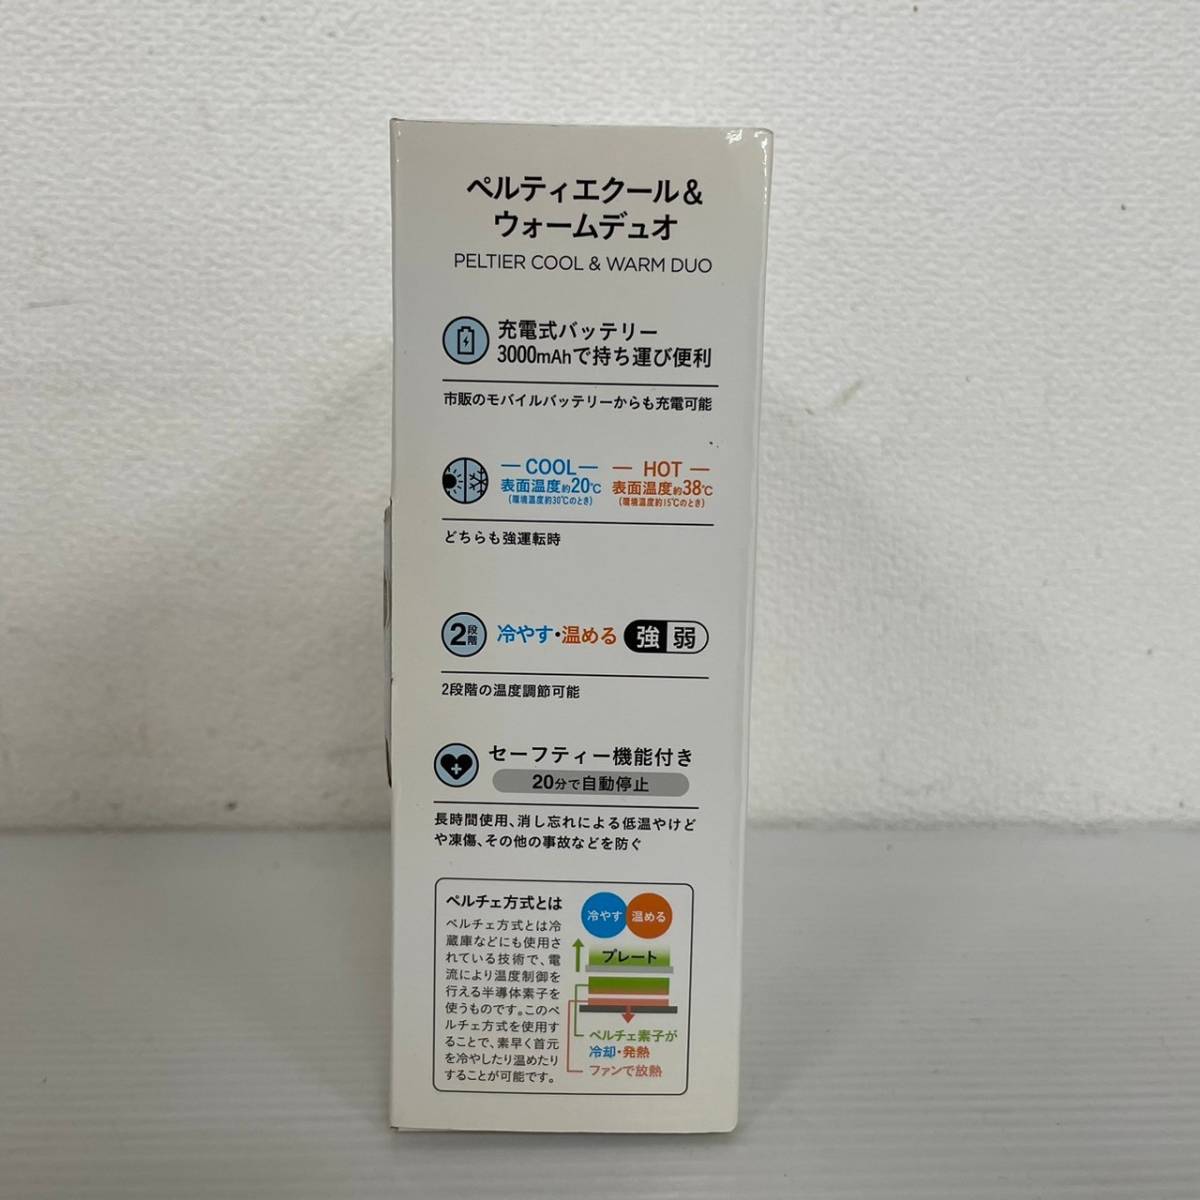 ペルティエクール&
ウォームデュオ
PELTIER COOL & WARM DUO
充電式バッテリー
3000mAhで持ち運び便利
市販のモバイルバッテリーからも充電可能
COOL
表面温度約20℃
(環境温度約30℃のとき)
HOT
表面温度約38℃
(環境温度約15℃のとき)
どちらも強運転時
2段階
冷やす・温める 強 弱
2段階の温度調節可能
セーフティー機能付き
20分で自動停止
長時間使用、消し忘れによる低温やけど
や凍傷、その他の事故などを防ぐ
ペルチェ方式とは
ペルチェ方式とは冷
蔵庫などにも使用さ
れている技術で、電
流により温度制御を
行える半導体素子を
使うものです。このペ
ルチェ方式を使用す
ることで、素早く首元
を冷やしたり温めたり
することが可能です。
冷やす 温める
プレート
ペルチェ素子が
冷却・発熱
ファンで放熱